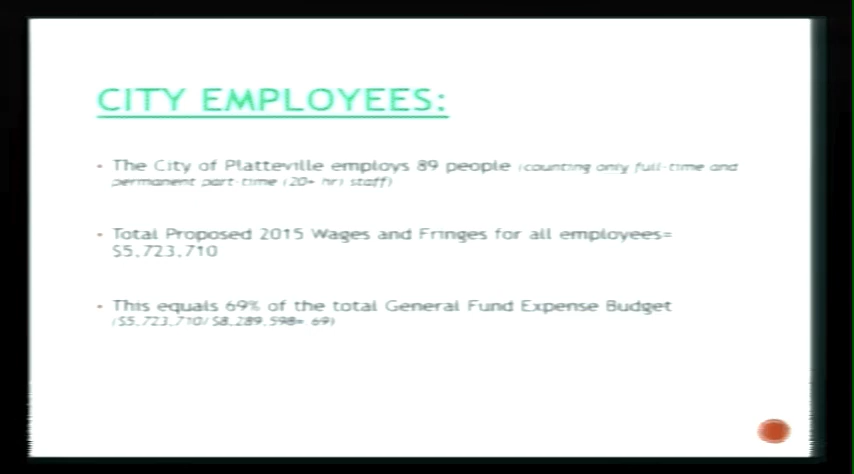 CITY EMPLOYEES:
• The City of Platteville employs 89 people (counting only full-time and
permanent part-time (20+ hr) staff)
• Total Proposed 2015 Wages and Fringes for all employees=
$5,723,710
• This equals 69% of the total General Fund Expense Budget
($5,723,710/$8,289,598= 69)